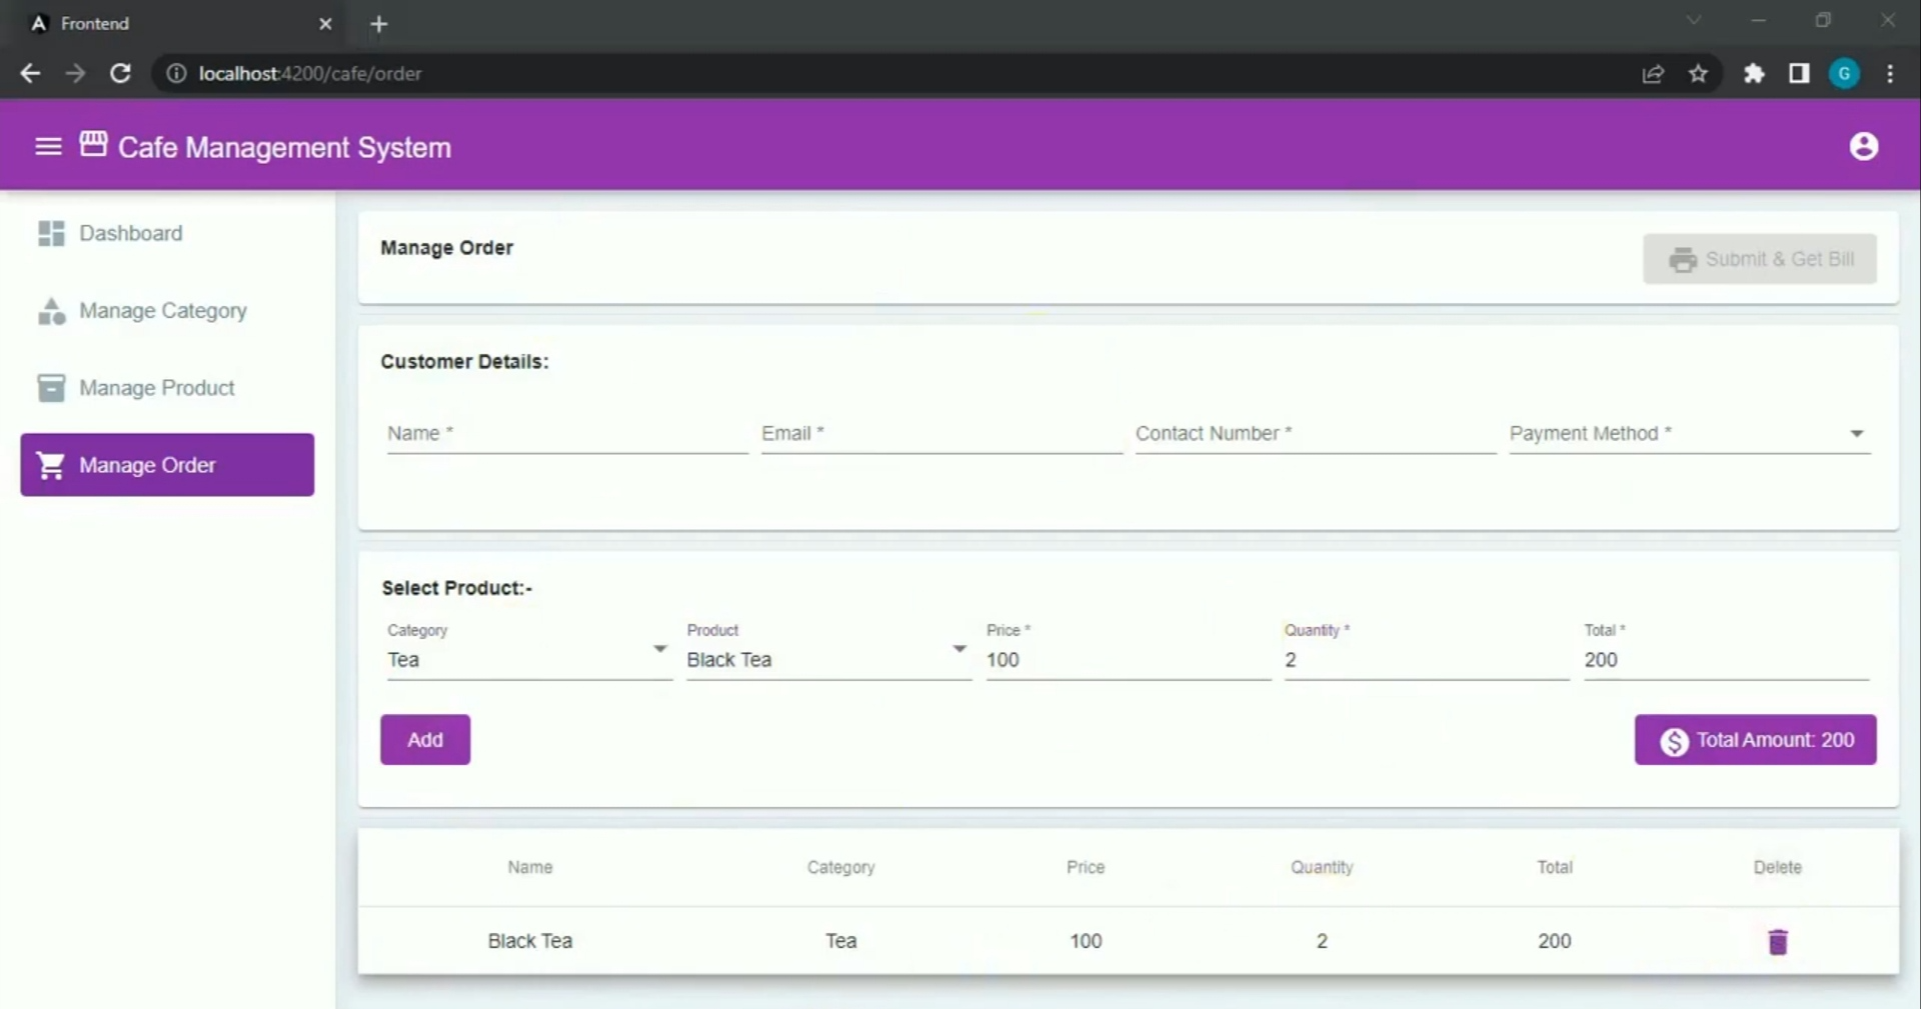 Frontend
localhost:4200/cafe/order
G
Cafe Management System
Dashboard
Manage Category
Manage Product
Manage Order
Manage Order
Submit & Get Bill
Customer Details:
Name * Email * Contact Number * Payment Method *
Select Product:-
Category Product Price * Quantity * Total *
Tea Black Tea 100 2 200
Add Total Amount: 200
Name Category Price Quantity Total Delete
Black Tea Tea 100 2 200